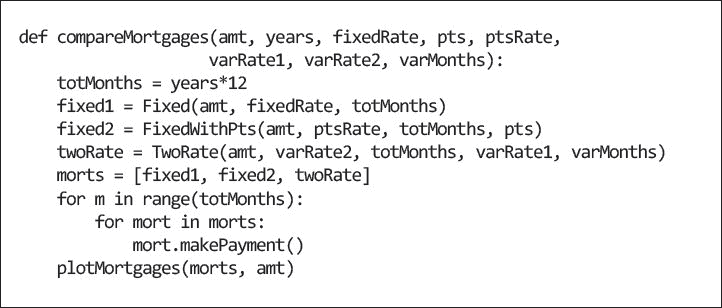 def compareMortgages(amt, years, fixedRate, pts, ptsRate,
                    varRate1, varRate2, varMonths):
    totMonths = years*12
    fixed1 = Fixed(amt, fixedRate, totMonths)
    fixed2 = FixedWithPts(amt, ptsRate, totMonths, pts)
    twoRate = TwoRate(amt, varRate2, totMonths, varRate1, varMonths)
    morts = [fixed1, fixed2, twoRate]
    for m in range(totMonths):
        for mort in morts:
            mort.makePayment()
    plotMortgages(morts, amt)